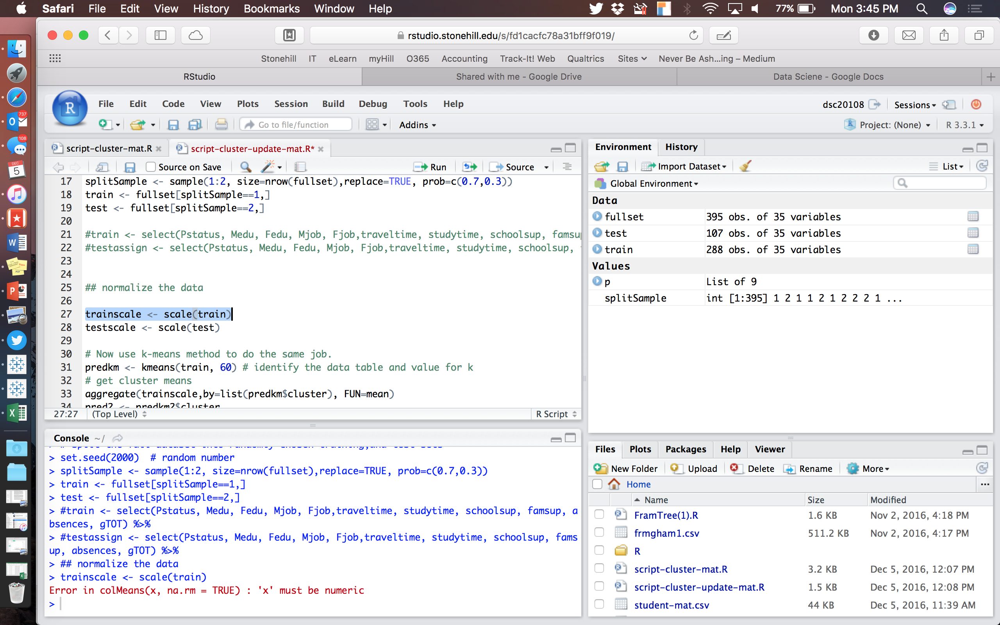 Safari File Edit View History Bookmarks Window Help 77% Mon 3:45 PM
rstudio.stonehill.edu/s/fd1cacfc78a31bff9f019/
Stonehill IT eLearn myHill O365 Accounting Track-It! Web Qualtrics Sites Never Be Ash...ing – Medium
RStudio Shared with me - Google Drive Data Sciene - Google Docs
File Edit Code View Plots Session Build Debug Tools Help dsc20108 Sessions
Go to file/function Addins Project: (None) R 3.3.1
script-cluster-mat.R script-cluster-update-mat.R*
Source on Save Run Source
17 splitSample <- sample(1:2, size=nrow(fullset),replace=TRUE, prob=c(0.7,0.3))
18 train <- fullset[splitSample==1,]
19 test <- fullset[splitSample==2,]
20
21 #train <- select(Pstatus, Medu, Fedu, Mjob, Fjob,traveltime, studytime, schoolsup, famsu
22 #testassign <- select(Pstatus, Medu, Fedu, Mjob, Fjob,traveltime, studytime, schoolsup,
23
24
25 ## normalize the data
26
27 trainscale <- scale(train)
28 testscale <- scale(test)
29
30 # Now use k-means method to do the same job.
31 predkm <- kmeans(train, 60) # identify the data table and value for k
32 # get cluster means
33 aggregate(trainscale,by=list(predkm$cluster), FUN=mean)
34 pred2 <- predkm2$cluster
27:27 (Top Level) R Script
Console ~/
> # split the full dataset into randomly chosen training,and test sets
> set.seed(2000)  # random number
> splitSample <- sample(1:2, size=nrow(fullset),replace=TRUE, prob=c(0.7,0.3))
> train <- fullset[splitSample==1,]
> test <- fullset[splitSample==2,]
> #train <- select(Pstatus, Medu, Fedu, Mjob, Fjob,traveltime, studytime, schoolsup, famsup, a
bsences, gTOT) %>%
> #testassign <- select(Pstatus, Medu, Fedu, Mjob, Fjob,traveltime, studytime, schoolsup, fams
up, absences, gTOT) %>%
> ## normalize the data
> trainscale <- scale(train)
Error in colMeans(x, na.rm = TRUE) : 'x' must be numeric
>
Environment History
Import Dataset List
Global Environment
Data
fullset 395 obs. of 35 variables
test 107 obs. of 35 variables
train 288 obs. of 35 variables
Values
p List of 9
splitSample int [1:395] 1 2 1 1 2 1 2 2 2 1 ...
Files Plots Packages Help Viewer
New Folder Upload Delete Rename More
Home ...
Name Size Modified
FramTree(1).R 1.6 KB Nov 2, 2016, 4:18 PM
frmgham1.csv 511.2 KB Nov 2, 2016, 4:17 PM
R
script-cluster-mat.R 3.2 KB Dec 5, 2016, 12:07 PM
script-cluster-update-mat.R 1.5 KB Dec 5, 2016, 12:08 PM
student-mat.csv 44 KB Dec 5, 2016, 11:39 AM
737
108
DEC
5